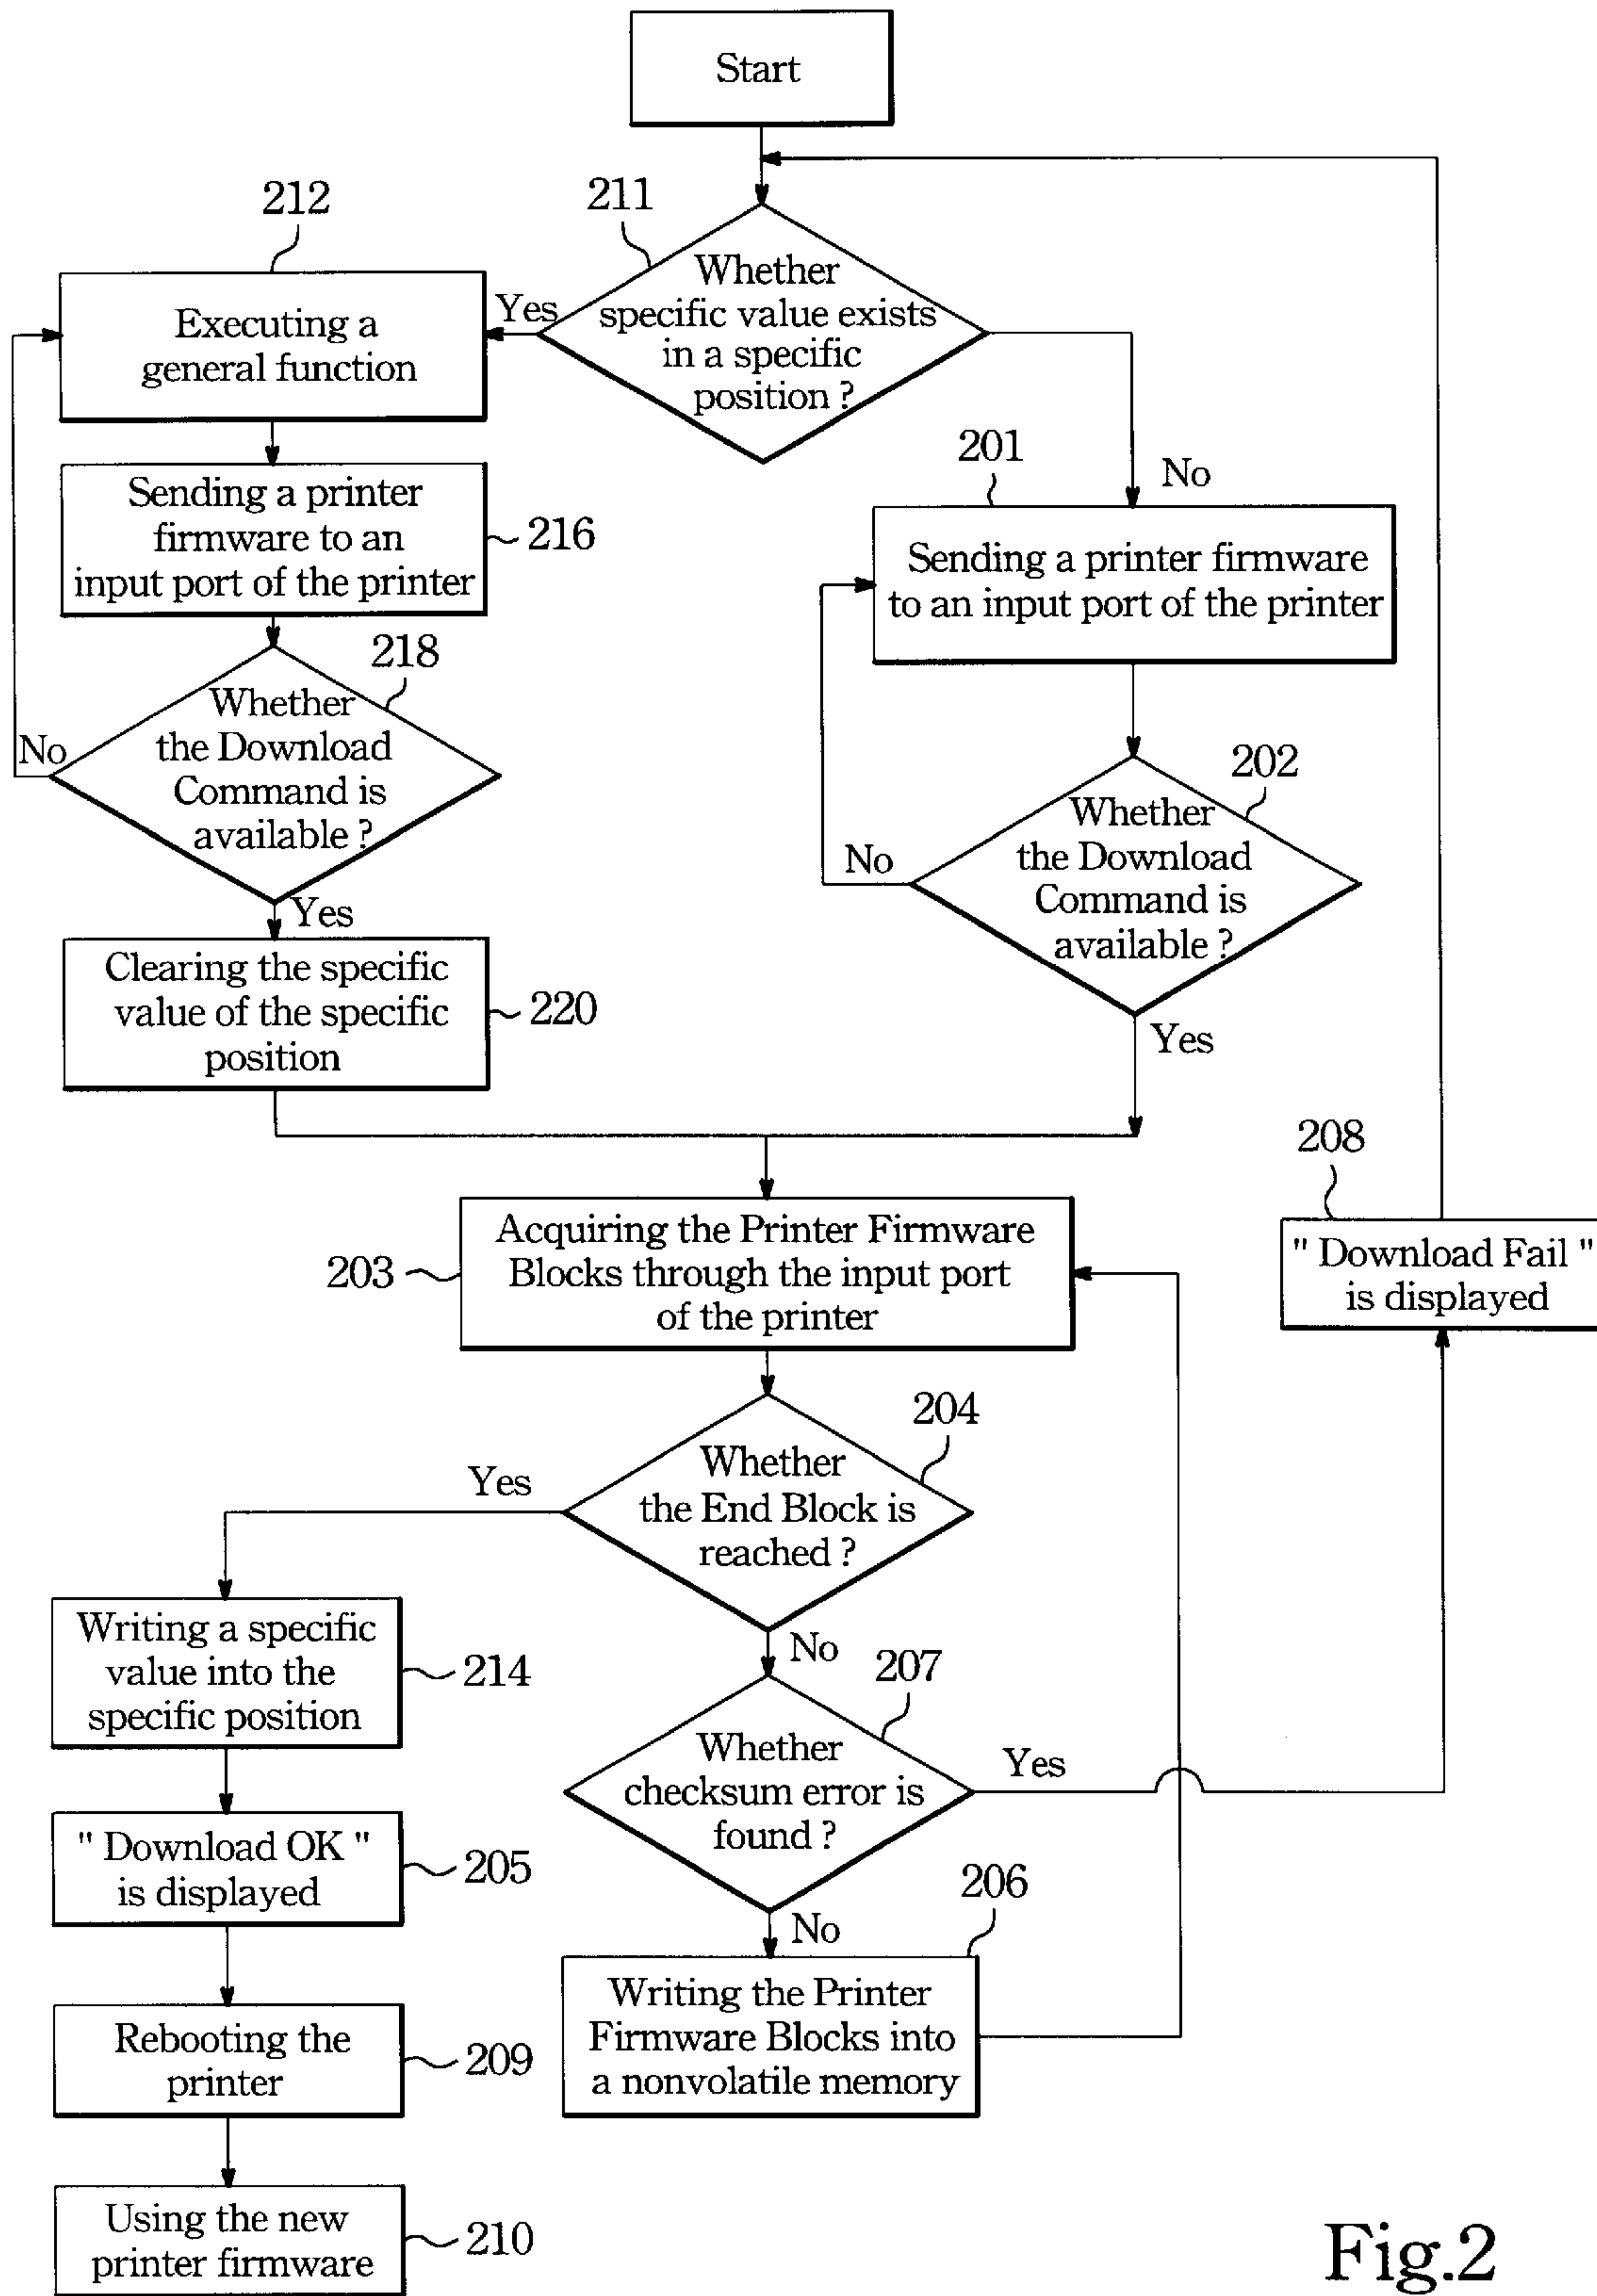 Start
211
212
Whether
specific value exists
in a specific
position ?
Yes
No
Executing a
general function
Sending a printer
firmware to an
input port of the printer
216
201
Sending a printer firmware
to an input port of the printer
218
Whether
the Download
Command is
available ?
No
Yes
202
Whether
the Download
Command is
available ?
No
Yes
Clearing the specific
value of the specific
position
220
203
Acquiring the Printer Firmware
Blocks through the input port
of the printer
208
" Download Fail "
is displayed
204
Whether
the End Block is
reached ?
Yes
No
Writing a specific
value into the
specific position
214
207
Whether
checksum error is
found ?
Yes
No
" Download OK "
is displayed
205
206
Writing the Printer
Firmware Blocks into
a nonvolatile memory
Rebooting the
printer
209
Using the new
printer firmware
210
Fig.2